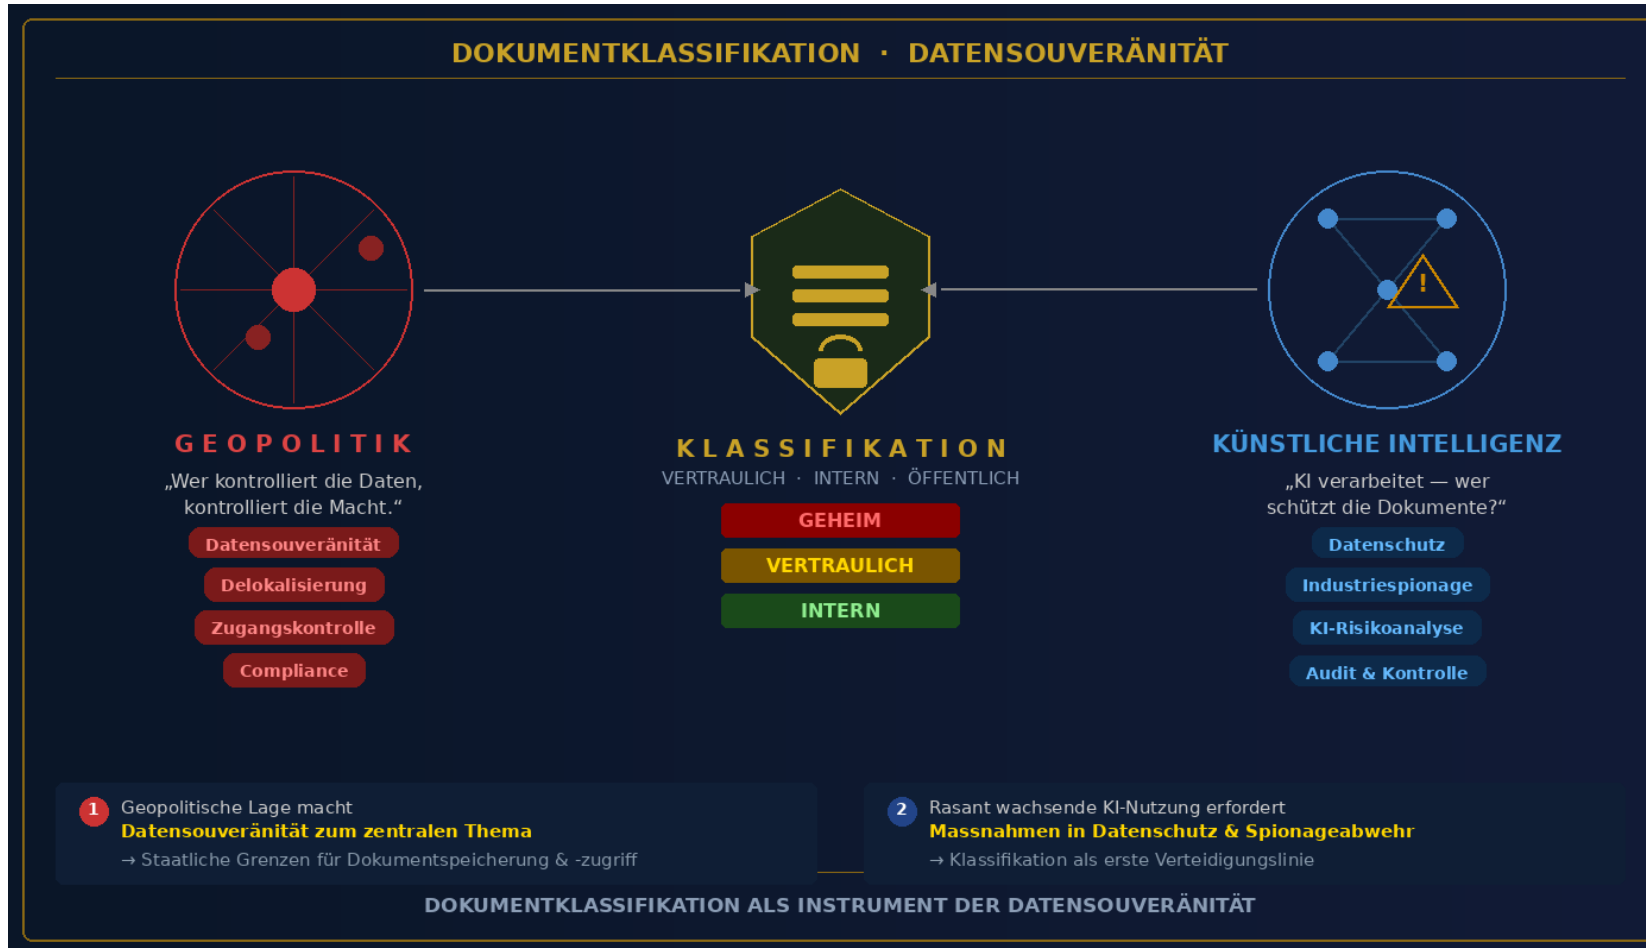 DOKUMENTKLASSIFIKATION · DATENSOUVERÄNITÄT
!
GEOPOLITIK
„Wer kontrolliert die Daten,
kontrolliert die Macht.“
Datensouveränität
Delokalisierung
Zugangskontrolle
Compliance
KLASSIFIKATION
VERTRAULICH · INTERN · ÖFFENTLICH
GEHEIM
VERTRAULICH
INTERN
KÜNSTLICHE INTELLIGENZ
„KI verarbeitet — wer
schützt die Dokumente?“
Datenschutz
Industriespionage
KI-Risikoanalyse
Audit & Kontrolle
1 Geopolitische Lage macht
Datensouveränität zum zentralen Thema
→ Staatliche Grenzen für Dokumentspeicherung & -zugriff
2 Rasant wachsende KI-Nutzung erfordert
Massnahmen in Datenschutz & Spionageabwehr
→ Klassifikation als erste Verteidigungslinie
DOKUMENTKLASSIFIKATION ALS INSTRUMENT DER DATENSOUVERÄNITÄT